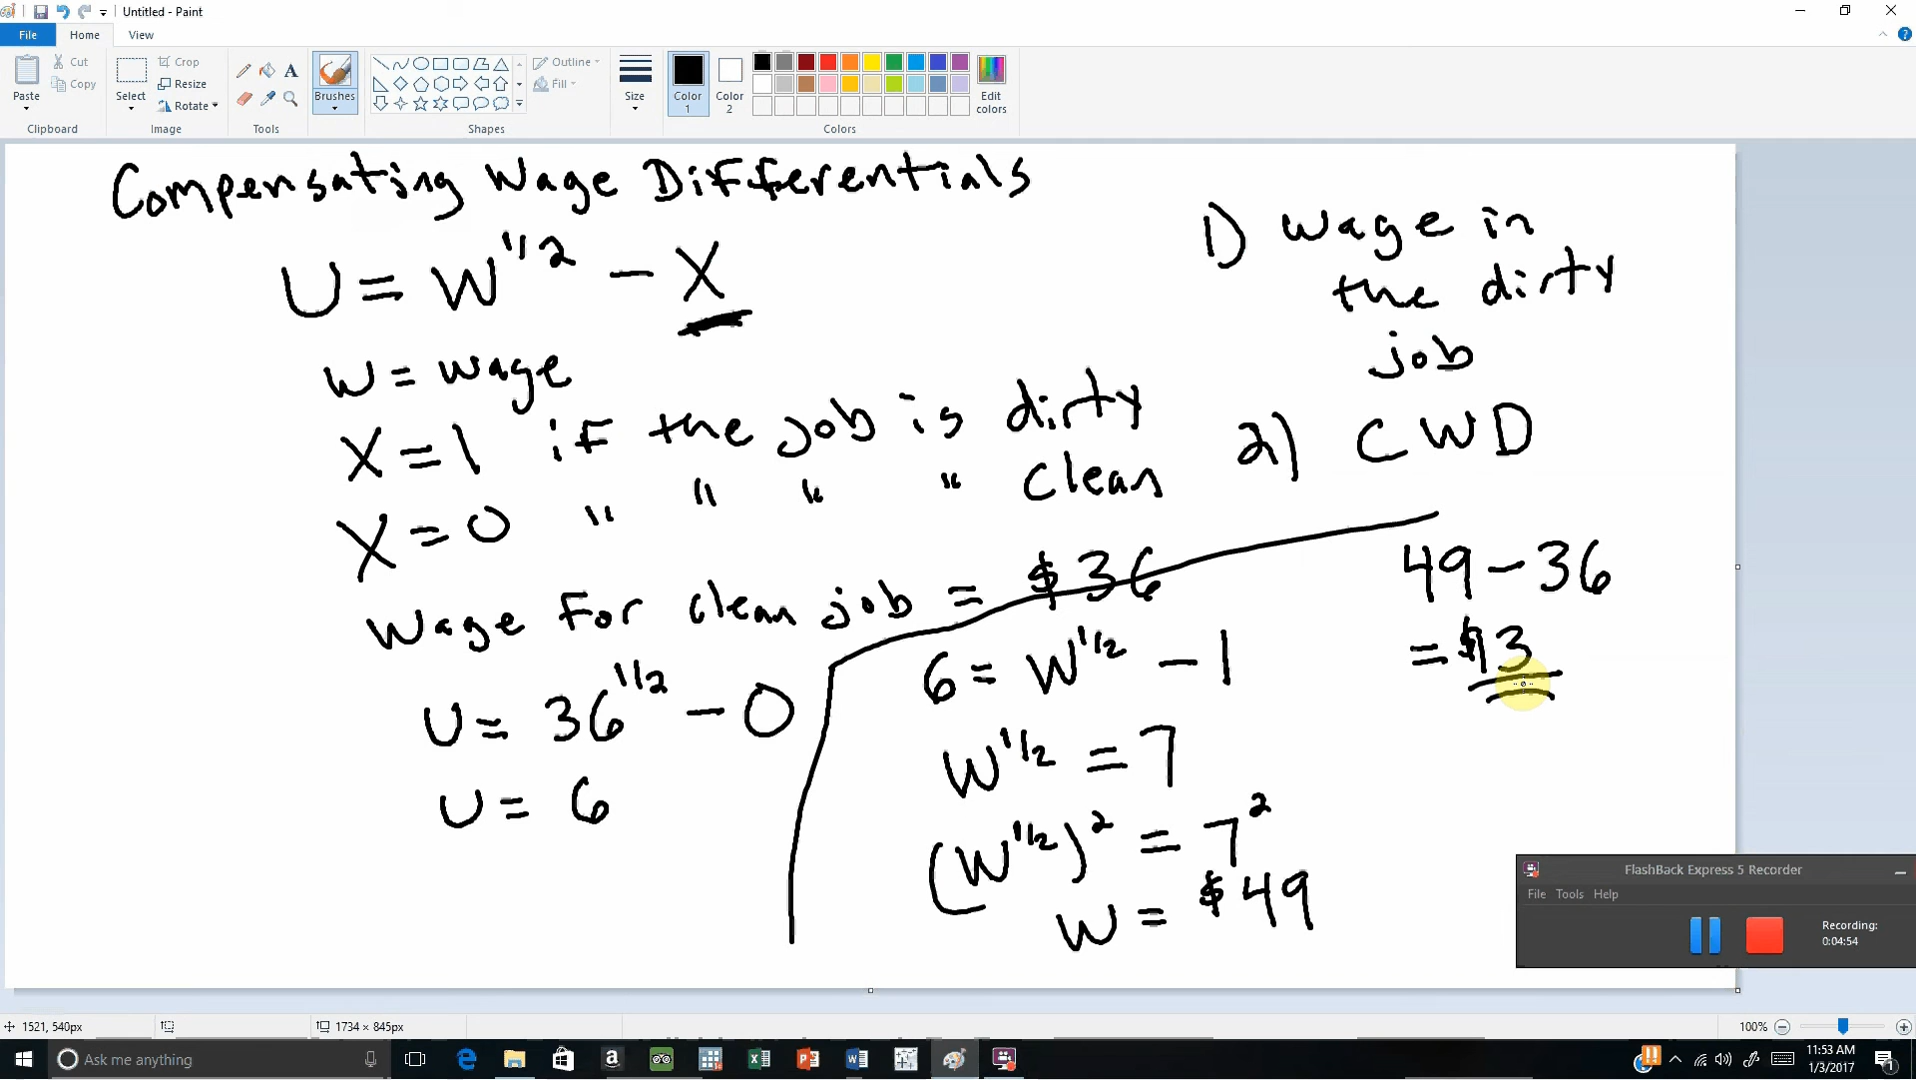 Untitled - Paint
File Home View
Paste
Cut
Copy
Clipboard
Select
Crop
Resize
Rotate
Image
Tools
Brushes
Outline
Fill
Shapes
Size
Color 1
Color 2
Edit colors
Colors
Compensating Wage Differentials
U = W^1/2 - X
W = wage
X = 1 if the job is dirty
X = 0 " " " " clean
Wage for clean job = $36
U = 36^1/2 - 0
U = 6
1) Wage in
the dirty
job
2) CWD
6 = W^1/2 - 1
W^1/2 = 7
(W^1/2)^2 = 7^2
W = $49
49 - 36
= $13
FlashBack Express 5 Recorder
File Tools Help
Recording:
0:04:54
1521, 540px
1734 × 845px
100%
Ask me anything
11:53 AM
1/3/2017